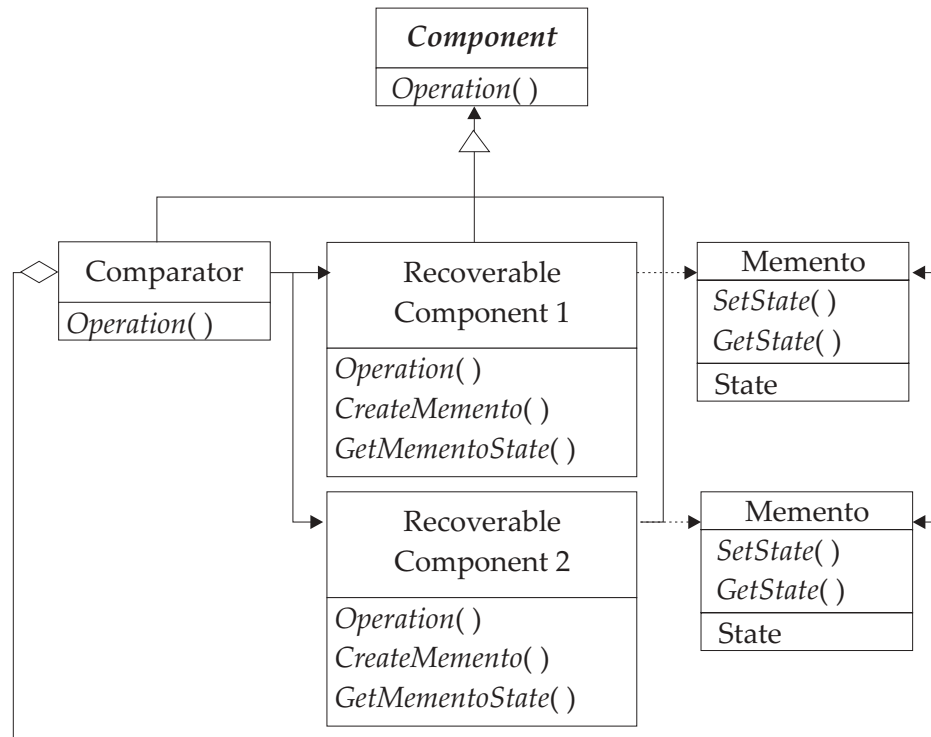 Component
Operation( )
Comparator
Operation( )
Recoverable
Component 1
Operation( )
CreateMemento( )
GetMementoState( )
Memento
SetState( )
GetState( )
State
Recoverable
Component 2
Operation( )
CreateMemento( )
GetMementoState( )
Memento
SetState( )
GetState( )
State